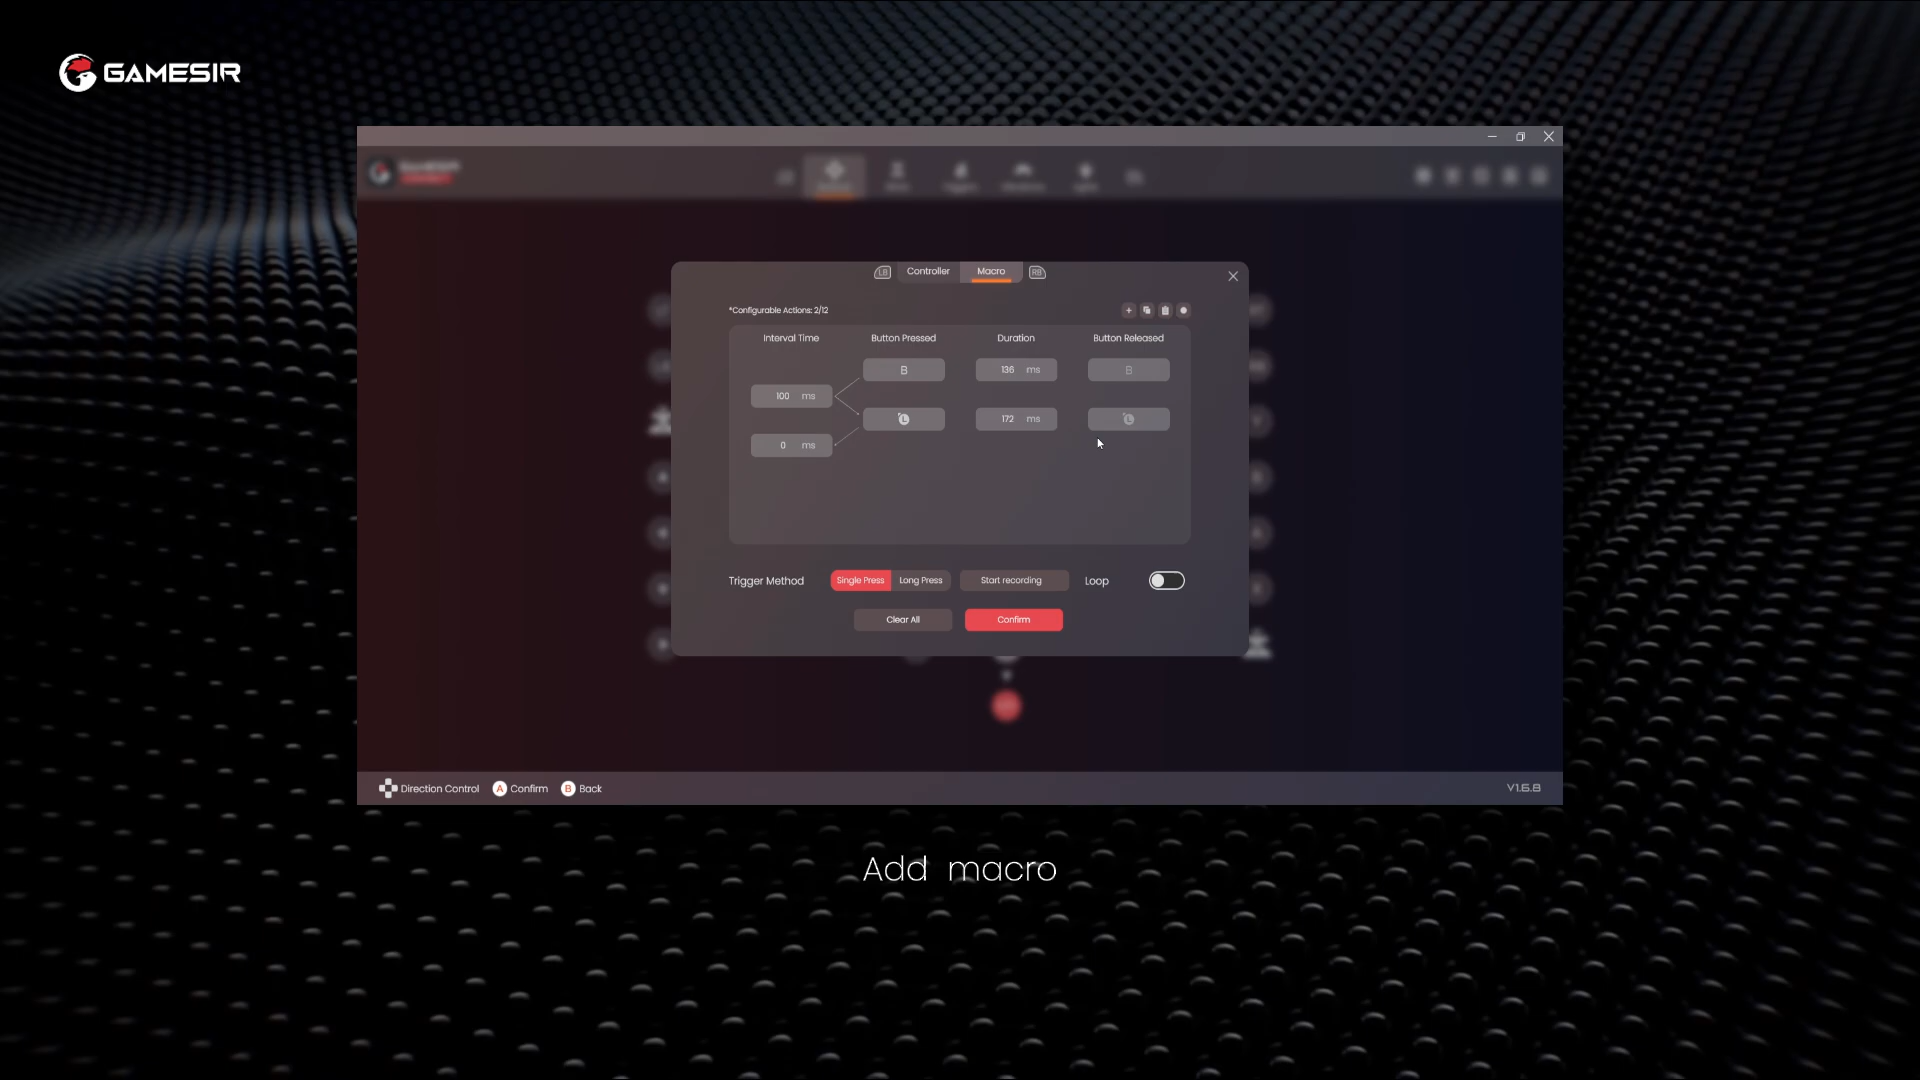 GAMESIR
LB Controller Macro RB
*Configurable Actions: 2/12
Interval Time Button Pressed Duration Button Released
B 136 ms B
100 ms
L 172 ms L
0 ms
Trigger Method Single Press Long Press Start recording Loop
Clear All Confirm
Direction Control A Confirm B Back V1.6.8
Add macro